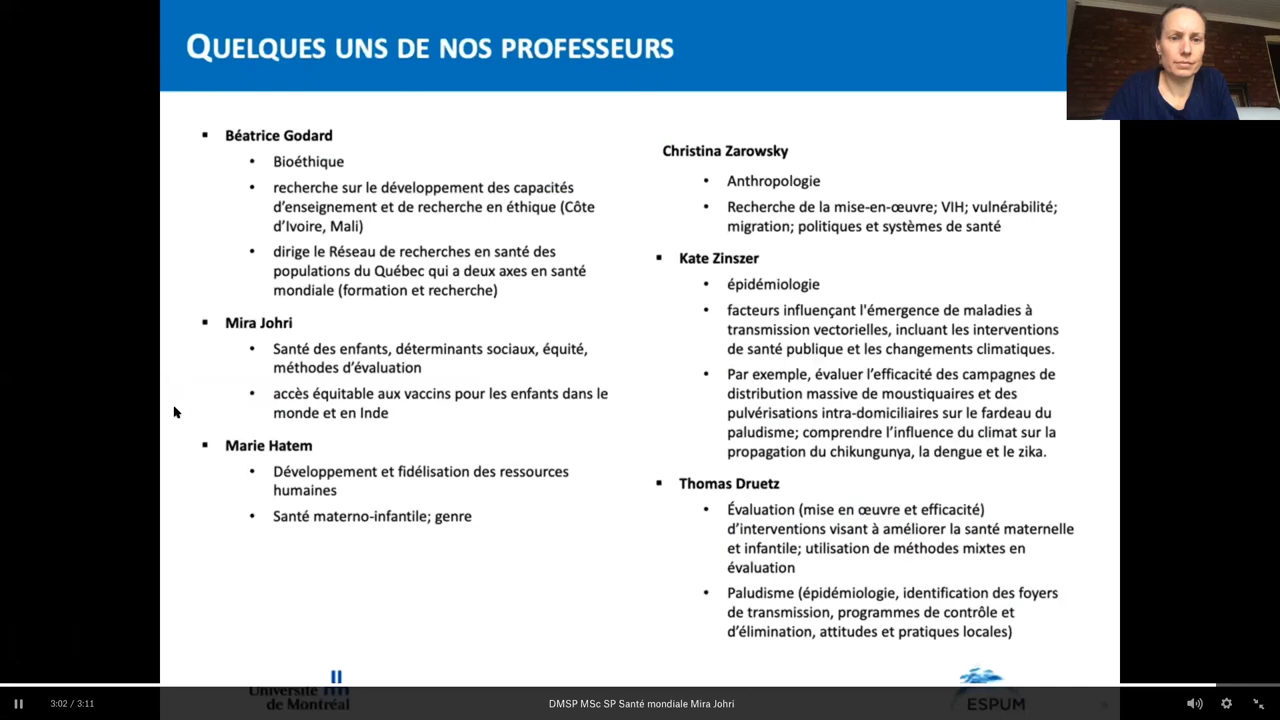 QUELQUES UNS DE NOS PROFESSEURS
▪ Béatrice Godard
• Bioéthique
• recherche sur le développement des capacités
d'enseignement et de recherche en éthique (Côte
d'Ivoire, Mali)
• dirige le Réseau de recherches en santé des
populations du Québec qui a deux axes en santé
mondiale (formation et recherche)
▪ Mira Johri
• Santé des enfants, déterminants sociaux, équité,
méthodes d'évaluation
• accès équitable aux vaccins pour les enfants dans le
monde et en Inde
▪ Marie Hatem
• Développement et fidélisation des ressources
humaines
• Santé materno-infantile; genre
Christina Zarowsky
• Anthropologie
• Recherche de la mise-en-œuvre; VIH; vulnérabilité;
migration; politiques et systèmes de santé
▪ Kate Zinszer
• épidémiologie
• facteurs influençant l'émergence de maladies à
transmission vectorielles, incluant les interventions
de santé publique et les changements climatiques.
• Par exemple, évaluer l'efficacité des campagnes de
distribution massive de moustiquaires et des
pulvérisations intra-domiciliaires sur le fardeau du
paludisme; comprendre l'influence du climat sur la
propagation du chikungunya, la dengue et le zika.
▪ Thomas Druetz
• Évaluation (mise en œuvre et efficacité)
d'interventions visant à améliorer la santé maternelle
et infantile; utilisation de méthodes mixtes en
évaluation
• Paludisme (épidémiologie, identification des foyers
de transmission, programmes de contrôle et
d'élimination, attitudes et pratiques locales)
Université
de Montréal
ESPUM
3:02 / 3:11
DMSP MSc SP Santé mondiale Mira Johri